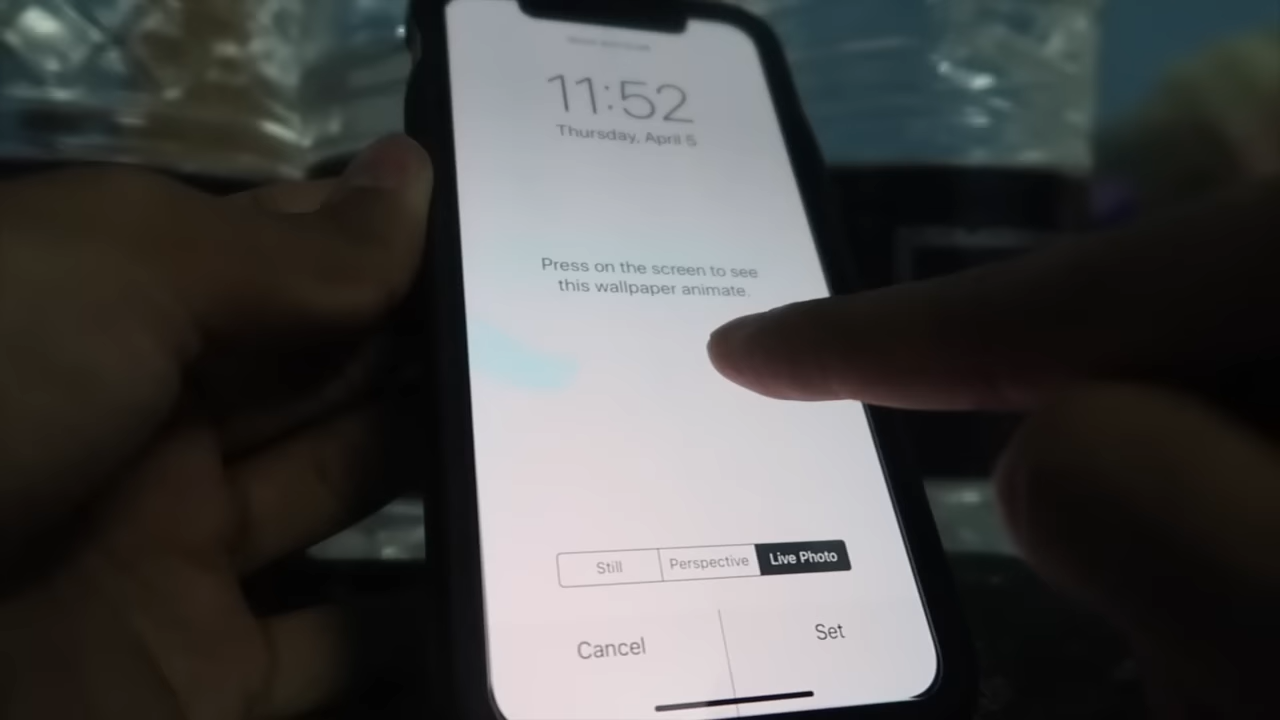 11:52
Thursday, April 5
Press on the screen to see
this wallpaper animate.
Still
Perspective
Live Photo
Cancel
Set